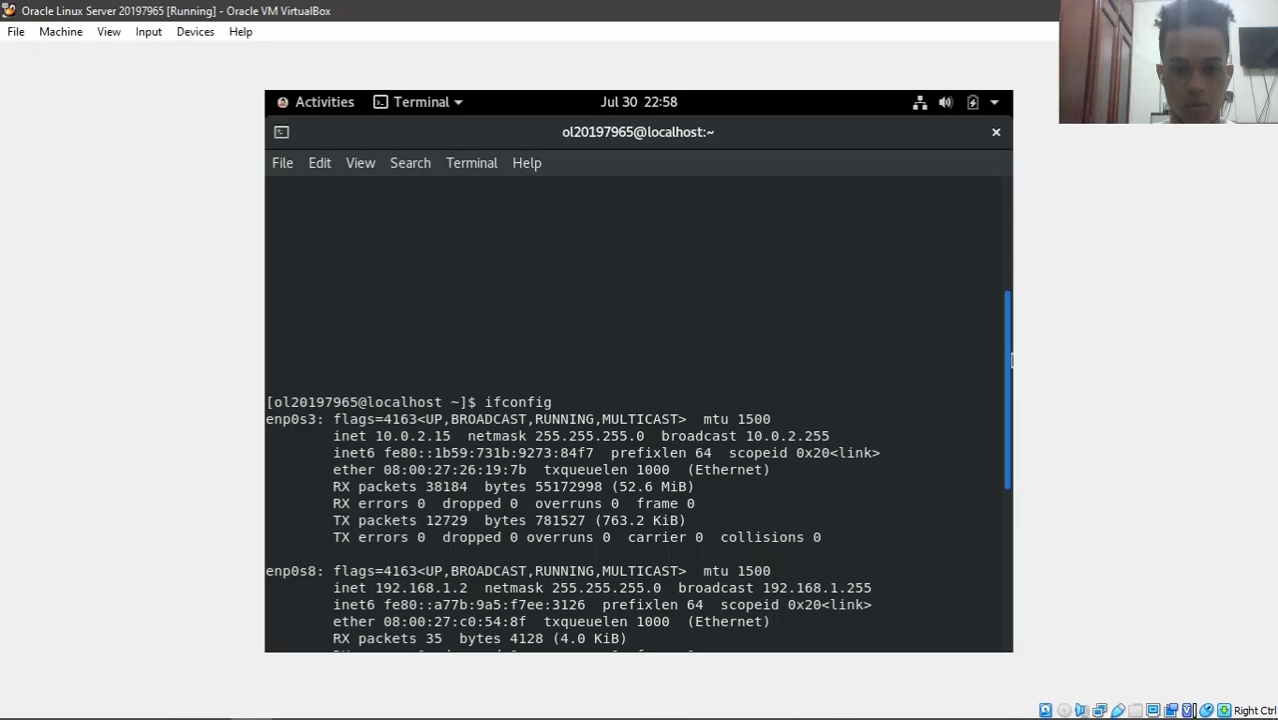 Oracle Linux Server 20197965 [Running] - Oracle VM VirtualBox
File Machine View Input Devices Help
Activities Terminal Jul 30 22:58
ol20197965@localhost:~
File Edit View Search Terminal Help
[ol20197965@localhost ~]$ ifconfig
enp0s3: flags=4163<UP,BROADCAST,RUNNING,MULTICAST> mtu 1500
inet 10.0.2.15 netmask 255.255.255.0 broadcast 10.0.2.255
inet6 fe80::1b59:731b:9273:84f7 prefixlen 64 scopeid 0x20<link>
ether 08:00:27:26:19:7b txqueuelen 1000 (Ethernet)
RX packets 38184 bytes 55172998 (52.6 MiB)
RX errors 0 dropped 0 overruns 0 frame 0
TX packets 12729 bytes 781527 (763.2 KiB)
TX errors 0 dropped 0 overruns 0 carrier 0 collisions 0
enp0s8: flags=4163<UP,BROADCAST,RUNNING,MULTICAST> mtu 1500
inet 192.168.1.2 netmask 255.255.255.0 broadcast 192.168.1.255
inet6 fe80::a77b:9a5:f7ee:3126 prefixlen 64 scopeid 0x20<link>
ether 08:00:27:c0:54:8f txqueuelen 1000 (Ethernet)
RX packets 35 bytes 4128 (4.0 KiB)
Right Ctrl